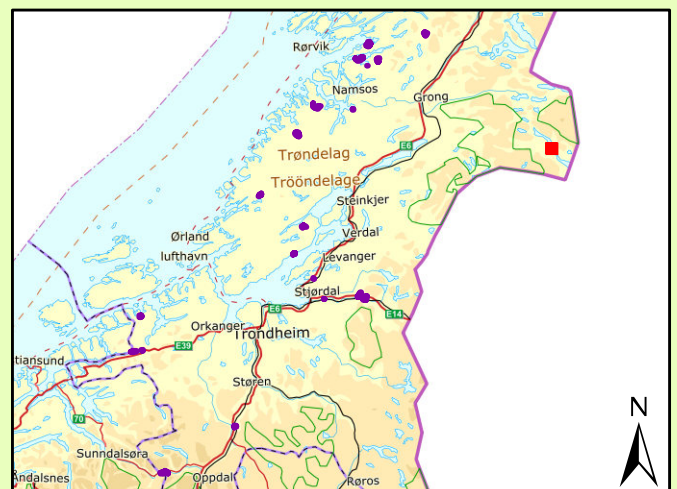 Rørvik
Namsos
Grong
E6
Trøndelag
Trööndelage
Steinkjer
Verdal
Ørland
lufthavn
Levanger
Stjørdal
E6
E14
Orkanger
Trondheim
E39
tiansund
Støren
70
Sunndalsøra
Åndalsnes
Oppdal
Røros
N